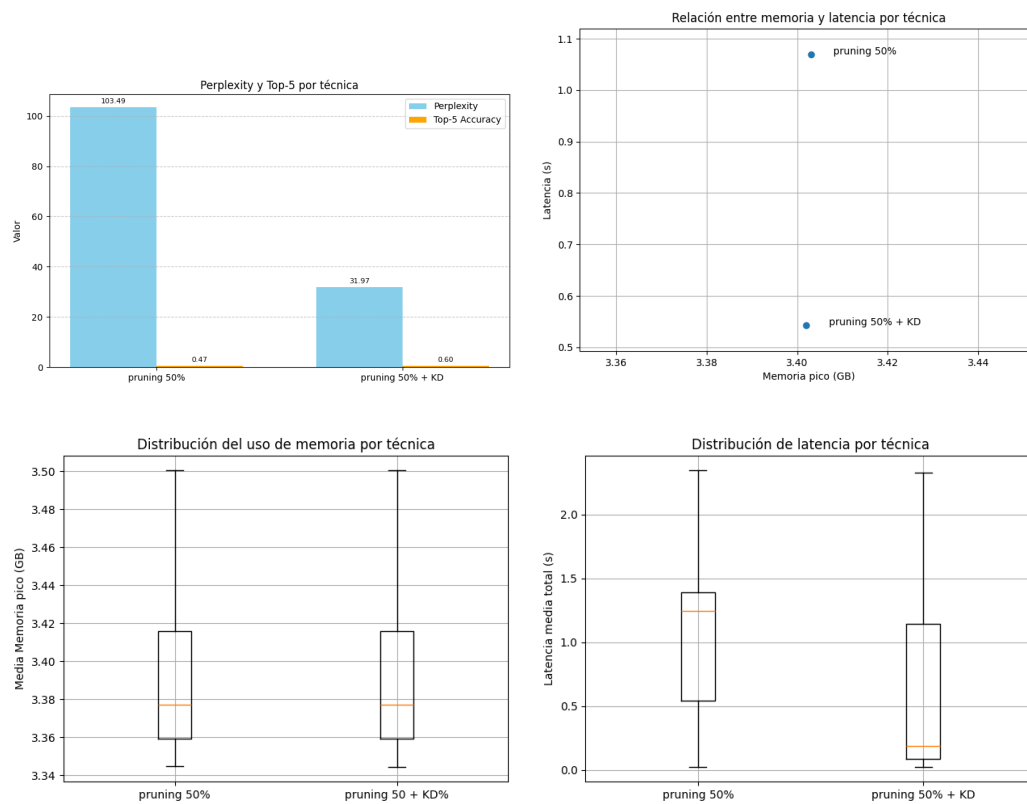 Perplexity y Top-5 por técnica
103.49
Perplexity
Top-5 Accuracy
100
80
60
40
20
0
Valor
31.97
0.47
0.60
pruning 50%
pruning 50% + KD
Relación entre memoria y latencia por técnica
1.1
1.0
0.9
0.8
0.7
0.6
0.5
Latencia (s)
pruning 50%
pruning 50% + KD
3.36
3.38
3.40
3.42
3.44
Memoria pico (GB)
Distribución del uso de memoria por técnica
3.50
3.48
3.46
3.44
3.42
3.40
3.38
3.36
3.34
Media Memoria pico (GB)
pruning 50%
pruning 50 + KD%
Distribución de latencia por técnica
2.0
1.5
1.0
0.5
0.0
Latencia media total (s)
pruning 50%
pruning 50% + KD